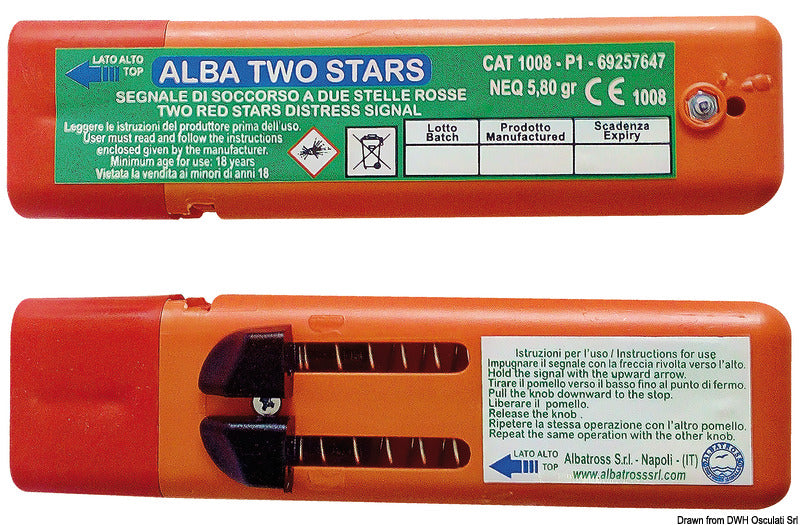 LATO ALTO
TOP
ALBA TWO STARS
CAT 1008 - P1 - 69257647
NEQ 5,80 gr CE 1008
SEGNALE DI SOCCORSO A DUE STELLE ROSSE
TWO RED STARS DISTRESS SIGNAL
Leggere le istruzioni del produttore prima dell'uso.
User must read and follow the instructions
enclosed given by the manufacturer.
Minimum age for use: 18 years
Vietata la vendita ai minori di anni 18
Lotto
Batch
Prodotto
Manufactured
Scadenza
Expiry
Istruzioni per l'uso / Instructions for use
Impugnare il segnale con la freccia rivolta verso l'alto.
Hold the signal with the upward arrow.
Tirare il pomello verso il basso fino al punto di fermo.
Pull the knob downward to the stop.
Liberare il pomello.
Release the knob .
Ripetere la stessa operazione con l'altro pomello.
Repeat the same operation with the other knob.
LATO ALTO
TOP
Albatross S.r.l. - Napoli - (IT)
www.albatrosssrl.com
ALBATROSS
Drawn from DWH Osculati Srl